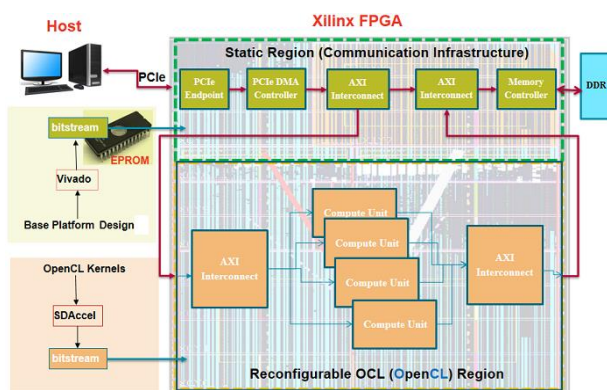 Host
Xilinx FPGA
Static Region (Communication Infrastructure)
PCIe
PCIe
Endpoint
PCIe DMA
Controller
AXI
Interconnect
AXI
Interconnect
Memory
Controller
DDR
bitstream
EPROM
Vivado
Base Platform Design
OpenCL Kernels
SDAccel
bitstream
AXI
Interconnect
Compute Unit
Compute Unit
Compute Unit
Compute Unit
AXI
Interconnect
Reconfigurable OCL (OpenCL) Region